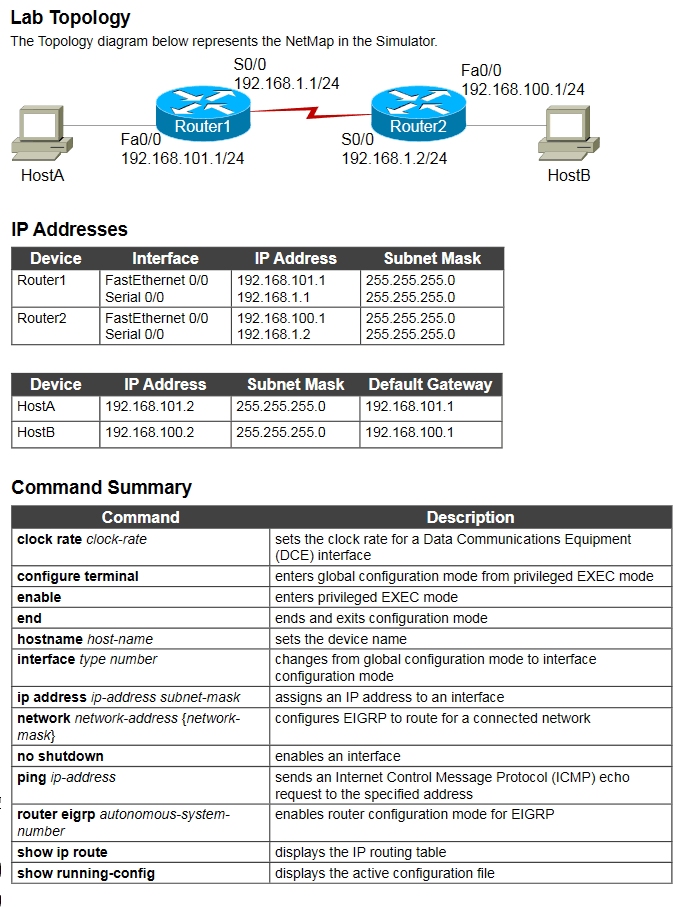 Lab Topology
The Topology diagram below represents the NetMap in the Simulator.
S0/0
192.168.1.1/24
Fa0/0
192.168.100.1/24
Router1
Router2
Fa0/0
192.168.101.1/24
S0/0
192.168.1.2/24
HostA
HostB
IP Addresses
Device Interface IP Address Subnet Mask
Router1 FastEthernet 0/0 192.168.101.1 255.255.255.0
Serial 0/0 192.168.1.1 255.255.255.0
Router2 FastEthernet 0/0 192.168.100.1 255.255.255.0
Serial 0/0 192.168.1.2 255.255.255.0
Device IP Address Subnet Mask Default Gateway
HostA 192.168.101.2 255.255.255.0 192.168.101.1
HostB 192.168.100.2 255.255.255.0 192.168.100.1
Command Summary
Command Description
clock rate clock-rate sets the clock rate for a Data Communications Equipment
(DCE) interface
configure terminal enters global configuration mode from privileged EXEC mode
enable enters privileged EXEC mode
end ends and exits configuration mode
hostname host-name sets the device name
interface type number changes from global configuration mode to interface
configuration mode
ip address ip-address subnet-mask assigns an IP address to an interface
network network-address {network- configures EIGRP to route for a connected network
mask}
no shutdown enables an interface
ping ip-address sends an Internet Control Message Protocol (ICMP) echo
request to the specified address
router eigrp autonomous-system- enables router configuration mode for EIGRP
number
show ip route displays the IP routing table
show running-config displays the active configuration file